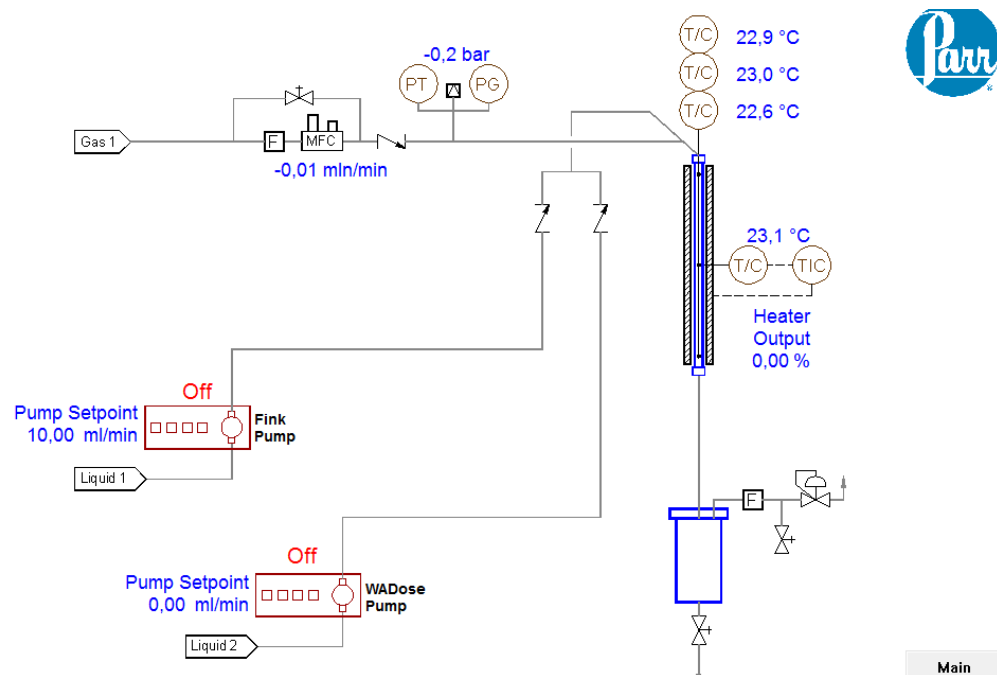 T/C 22,9 °C
Parr
®
T/C 23,0 °C
T/C 22,6 °C
-0,2 bar
PT PG
Gas 1
F MFC
-0,01 mln/min
23,1 °C
T/C TIC
Heater
Output
0,00 %
Off
Pump Setpoint
10,00 ml/min
Fink
Pump
Liquid 1
F
Off
Pump Setpoint
0,00 ml/min
WADose
Pump
Liquid 2
Main